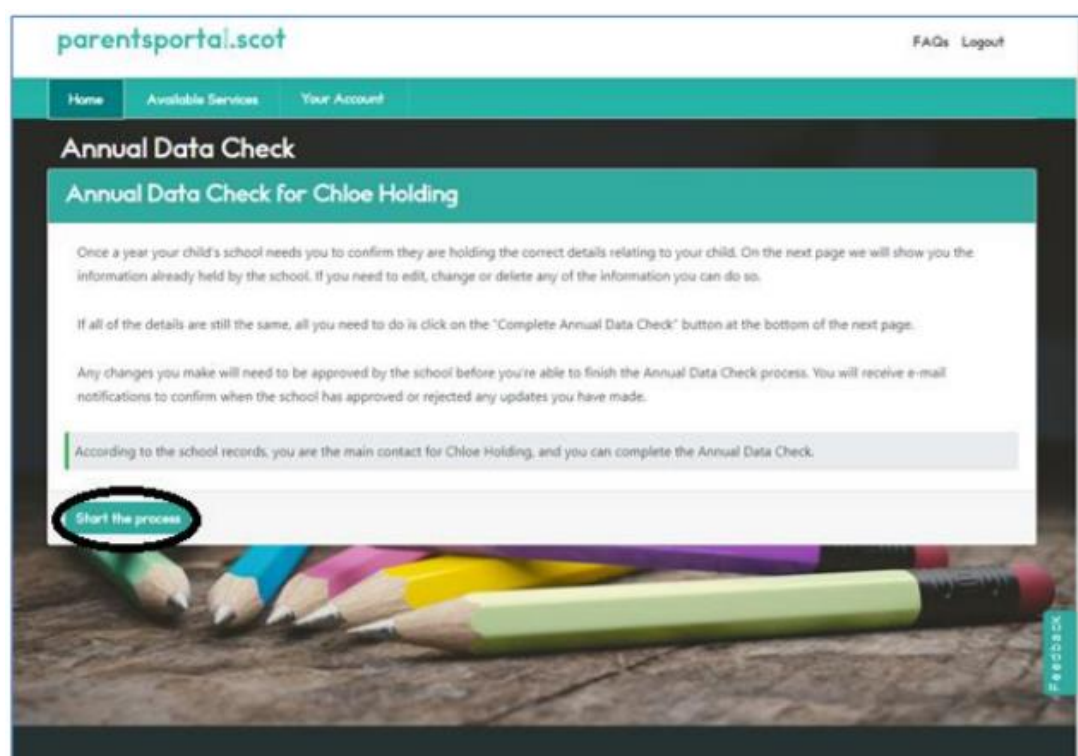 parentsportal.scot
FAQs Logout
Home Available Services Your Account
Annual Data Check
Annual Data Check for Chloe Holding
Once a year your child's school needs you to confirm they are holding the correct details relating to your child. On the next page we will show you the
information already held by the school. If you need to edit, change or delete any of the information you can do so.
If all of the details are still the same, all you need to do is click on the "Complete Annual Data Check" button at the bottom of the next page.
Any changes you make will need to be approved by the school before you're able to finish the Annual Data Check process. You will receive e-mail
notifications to confirm when the school has approved or rejected any updates you have made.
According to the school records, you are the main contact for Chloe Holding, and you can complete the Annual Data Check.
Start the process
Feedback